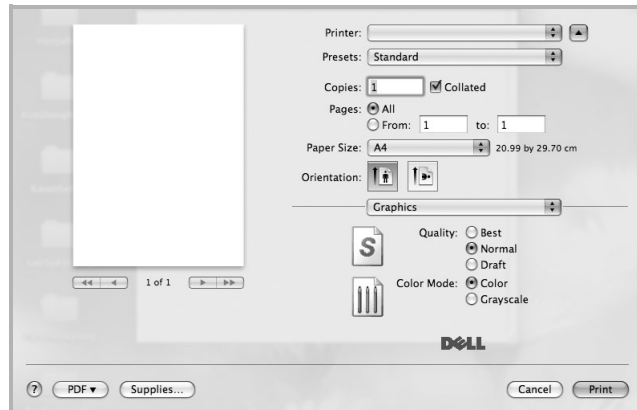 Printer:
Presets: Standard
Copies: 1 Collated
Pages: All
From: 1 to: 1
Paper Size: A4 20.99 by 29.70 cm
Orientation:
Graphics
Quality: Best
Normal
Draft
Color Mode: Color
Grayscale
1 of 1
DELL
? PDF Supplies... Cancel Print